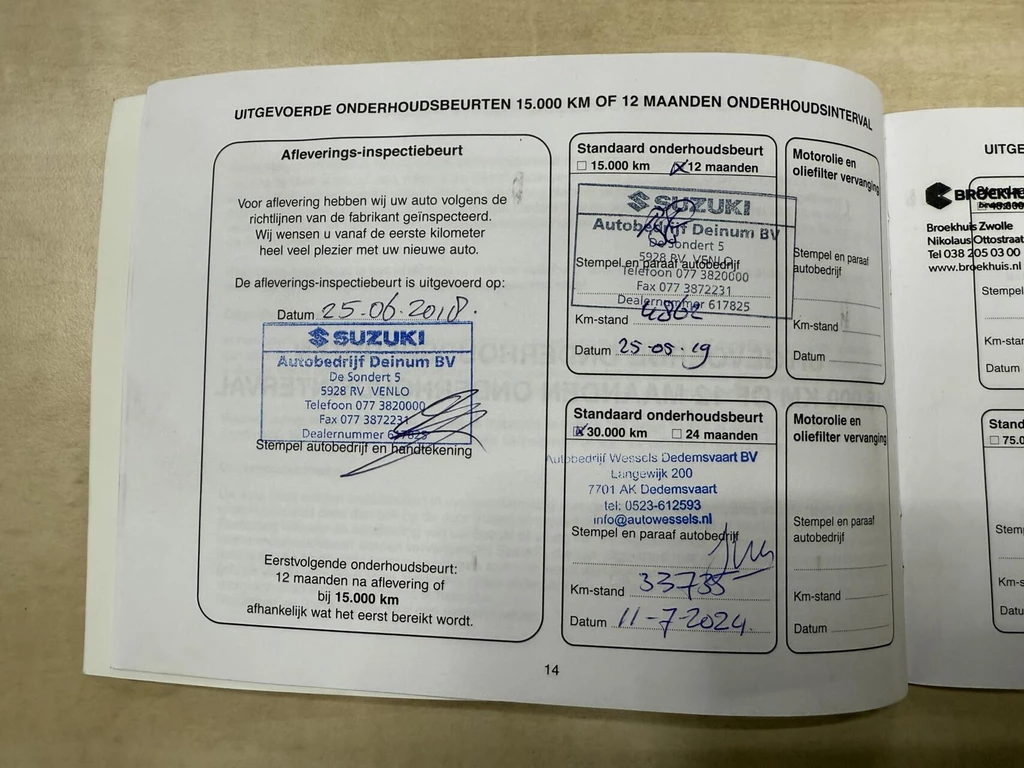 UITGEVOERDE ONDERHOUDSBEURTEN 15.000 KM OF 12 MAANDEN ONDERHOUDSINTERVAL
Afleverings-inspectiebeurt
Voor aflevering hebben wij uw auto volgens de
richtlijnen van de fabrikant geïnspecteerd.
Wij wensen u vanaf de eerste kilometer
heel veel plezier met uw nieuwe auto.
De afleverings-inspectiebeurt is uitgevoerd op:
Datum 25-06-2018.
SUZUKI
Autobedrijf Deinum BV
De Sondert 5
5928 RV VENLO
Telefoon 077 3820000
Fax 077 3872231
Dealernummer 617825
Stempel autobedrijf en handtekening
Eerstvolgende onderhoudsbeurt:
12 maanden na aflevering of
bij 15.000 km
afhankelijk wat het eerst bereikt wordt.
Standaard onderhoudsbeurt
15.000 km 12 maanden
SUZUKI
Autobedrijf Deinum BV
De Sondert 5
5928 RV VENLO
Stempel en paraaf autobedrijf
Telefoon 077 3820000
Fax 077 3872231
Dealernummer 617825
Km-stand 4862
Datum 25-05-19
Motorolie en
oliefilter vervanging
Stempel en paraaf
autobedrijf
Km-stand
Datum
Standaard onderhoudsbeurt
30.000 km 24 maanden
Autobedrijf Wessels Dedemsvaart BV
Langewijk 200
7701 AK Dedemsvaart
tel: 0523-612593
info@autowessels.nl
Stempel en paraaf autobedrijf
Km-stand 33735
Datum 11-7-2024.
Motorolie en
oliefilter vervanging
Stempel en paraaf
autobedrijf
Km-stand
Datum
14
UITGE
BROEKH
Broekhuis Zwolle
Nikolaus Ottostraat
Tel 038 205 03 00
www.broekhuis.nl
Stempel
Km-star
Datum
Stand
75.0
Stemp
Km-s
Datu